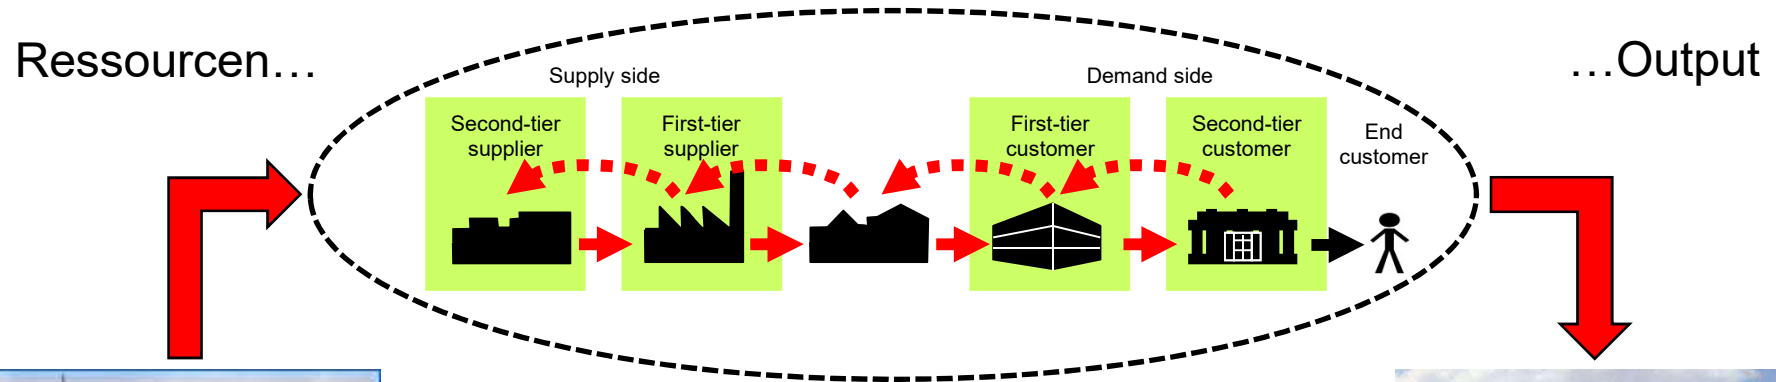 Ressourcen…
…Output
Supply side
Demand side
Second-tier
supplier
First-tier
supplier
First-tier
customer
Second-tier
customer
End
customer